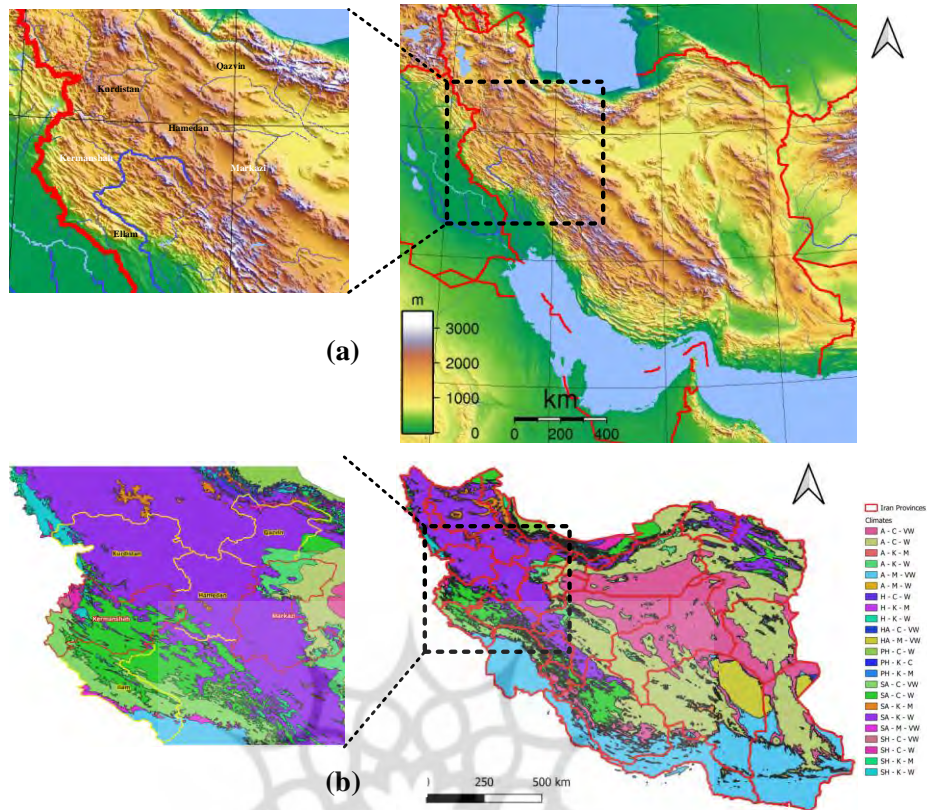 Qazvin
Kurdistan
Hamedan
Kermanshah
Markazi
Ellam
m
3000
2000
1000
0
km
0 200 400
(a)
Kurdistan
Qazvin
Hamedan
Kermanshah
Markazi
Ilam
(b)
250 500 km
Iran Provinces
Climates
A - C - VW
A - C - W
A - K - M
A - K - W
A - M - VW
A - M - W
H - C - W
H - K - M
H - K - W
HA - C - VW
HA - M - VW
PH - C - W
PH - K - C
PH - K - M
SA - C - VW
SA - C - W
SA - K - M
SA - K - W
SA - M - VW
SH - C - VW
SH - C - W
SH - K - M
SH - K - W